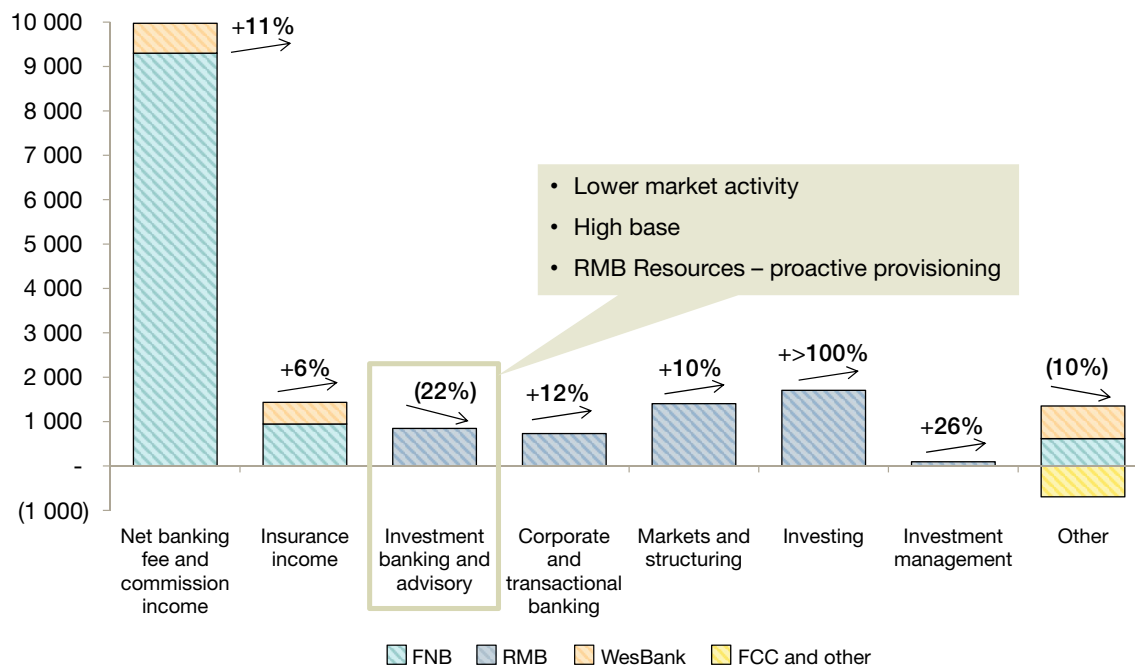 10 000
9 000
8 000
7 000
6 000
5 000
4 000
3 000
2 000
1 000
-
(1 000)
+11%
• Lower market activity
• High base
• RMB Resources – proactive provisioning
+6%
(22%)
+12%
+10%
+>100%
+26%
(10%)
Net banking
fee and
commission
income
Insurance
income
Investment
banking and
advisory
Corporate
and
transactional
banking
Markets and
structuring
Investing
Investment
management
Other
FNB
RMB
WesBank
FCC and other